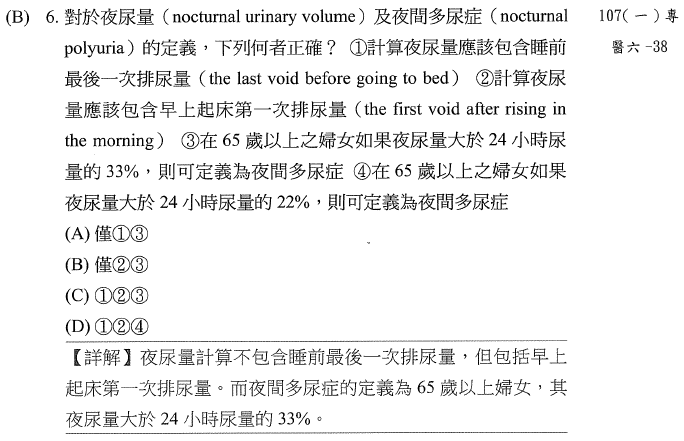 (B) 6. 對於夜尿量（nocturnal urinary volume）及夜間多尿症（nocturnal 107(一)專
polyuria）的定義，下列何者正確？ ①計算夜尿量應該包含睡前 醫六-38
最後一次排尿量（the last void before going to bed） ②計算夜尿
量應該包含早上起床第一次排尿量（the first void after rising in
the morning） ③在 65 歲以上之婦女如果夜尿量大於 24 小時尿
量的 33%，則可定義為夜間多尿症 ④在 65 歲以上之婦女如果
夜尿量大於 24 小時尿量的 22%，則可定義為夜間多尿症
(A) 僅①③
(B) 僅②③
(C) ①②③
(D) ①②④
【詳解】夜尿量計算不包含睡前最後一次排尿量，但包括早上
起床第一次排尿量。而夜間多尿症的定義為 65 歲以上婦女，其
夜尿量大於 24 小時尿量的 33%。